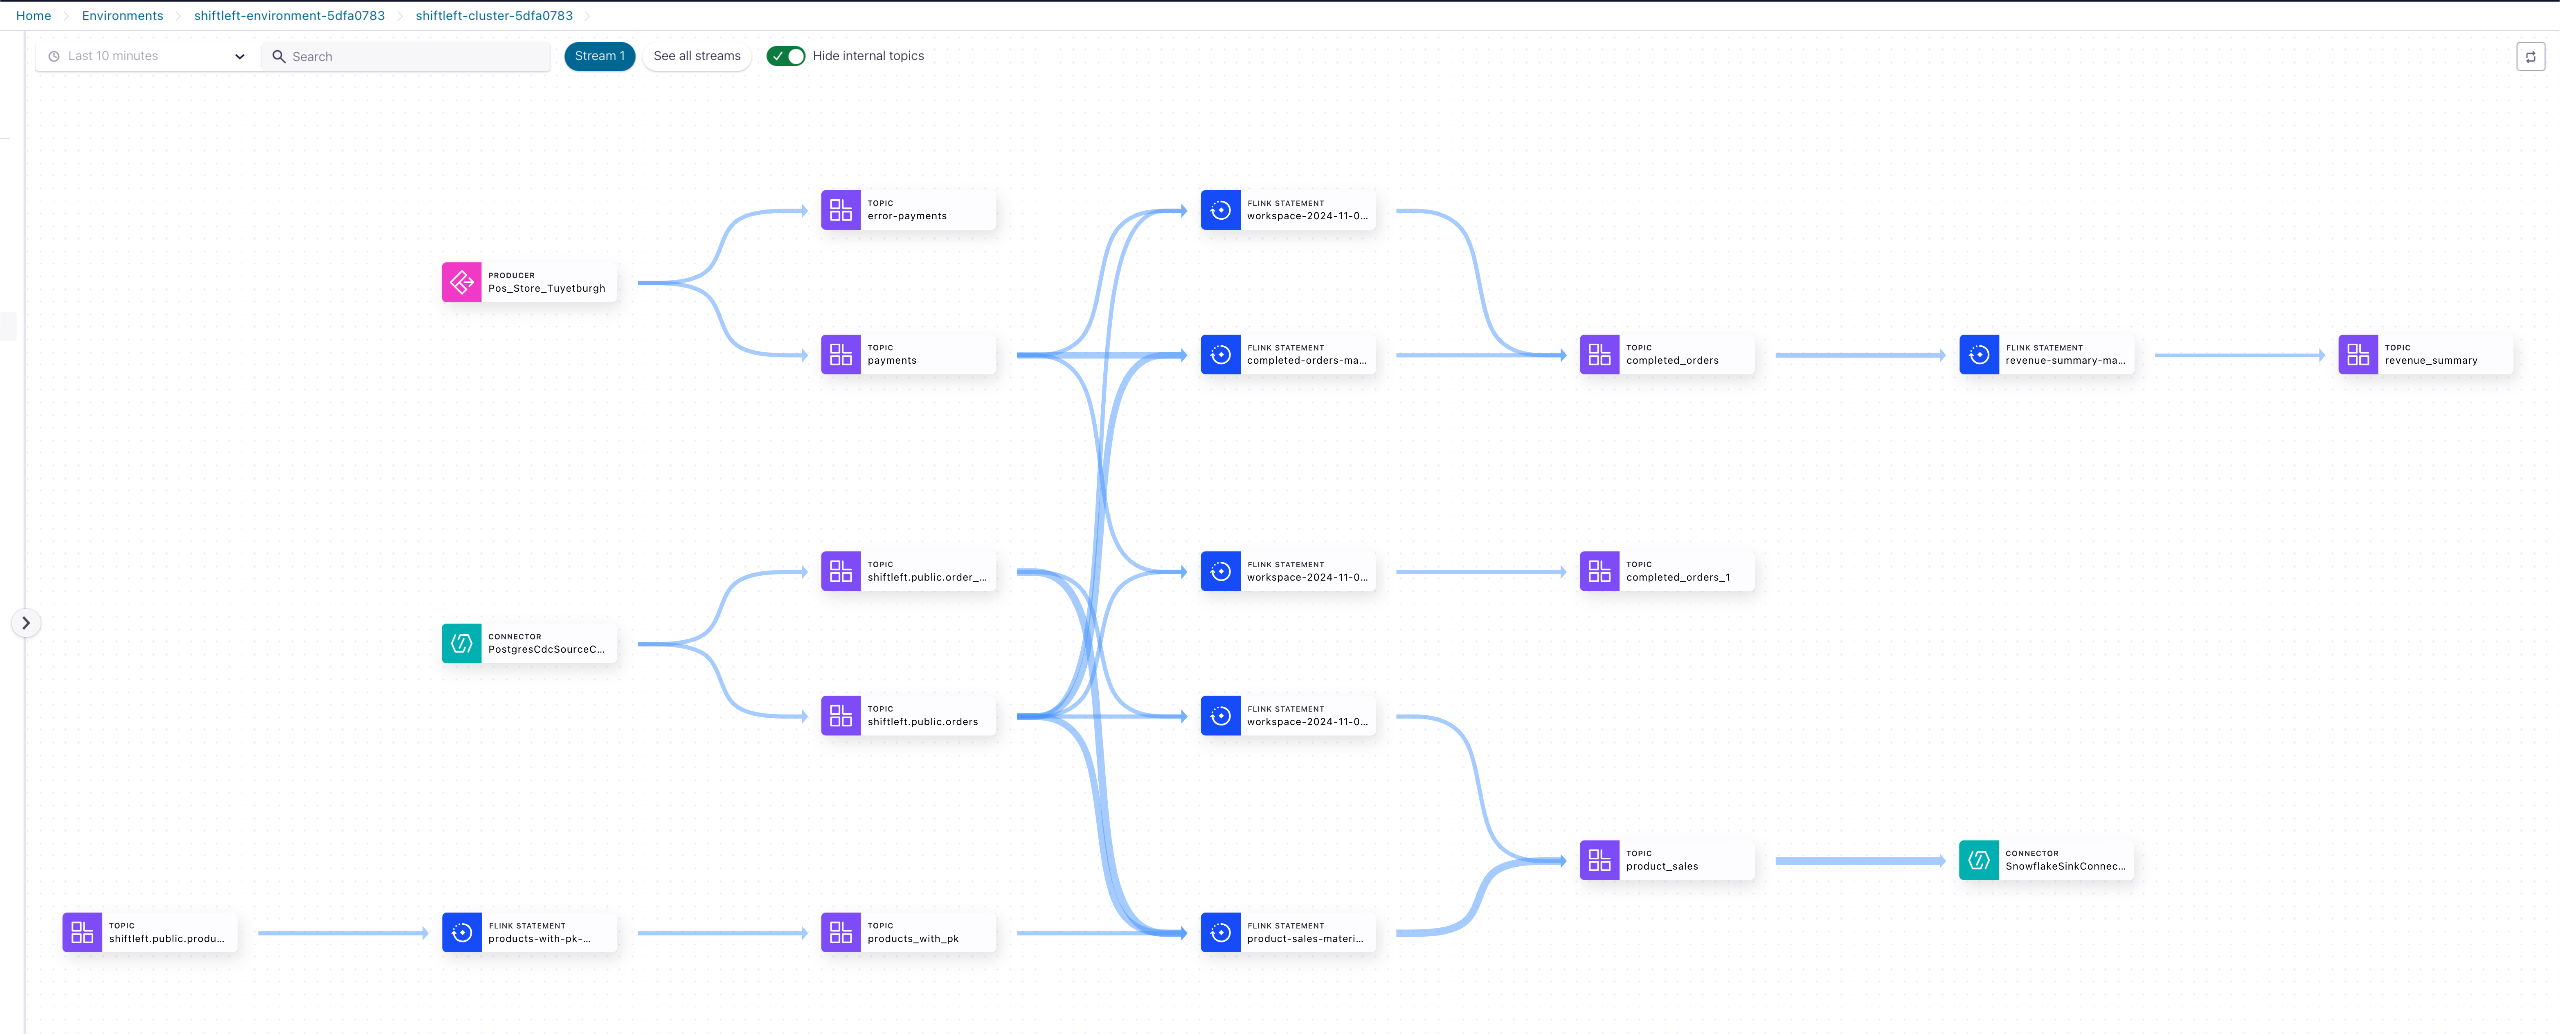 Home Environments shiftleft-environment-5dfa0783 shiftleft-cluster-5dfa0783
Last 10 minutes Search Stream 1 See all streams Hide internal topics
TOPIC
error-payments
FLINK STATEMENT
workspace-2024-11-0...
PRODUCER
Pos_Store_Tuyetburgh
TOPIC
payments
FLINK STATEMENT
completed-orders-ma...
TOPIC
completed_orders
FLINK STATEMENT
revenue-summary-ma...
TOPIC
revenue_summary
TOPIC
shiftleft.public.order_...
FLINK STATEMENT
workspace-2024-11-0...
TOPIC
completed_orders_1
CONNECTOR
PostgresCdcSourceC...
TOPIC
shiftleft.public.orders
FLINK STATEMENT
workspace-2024-11-0...
TOPIC
product_sales
CONNECTOR
SnowflakeSinkConnec...
TOPIC
shiftleft.public.produ...
FLINK STATEMENT
products-with-pk-...
TOPIC
products_with_pk
FLINK STATEMENT
product-sales-materi...